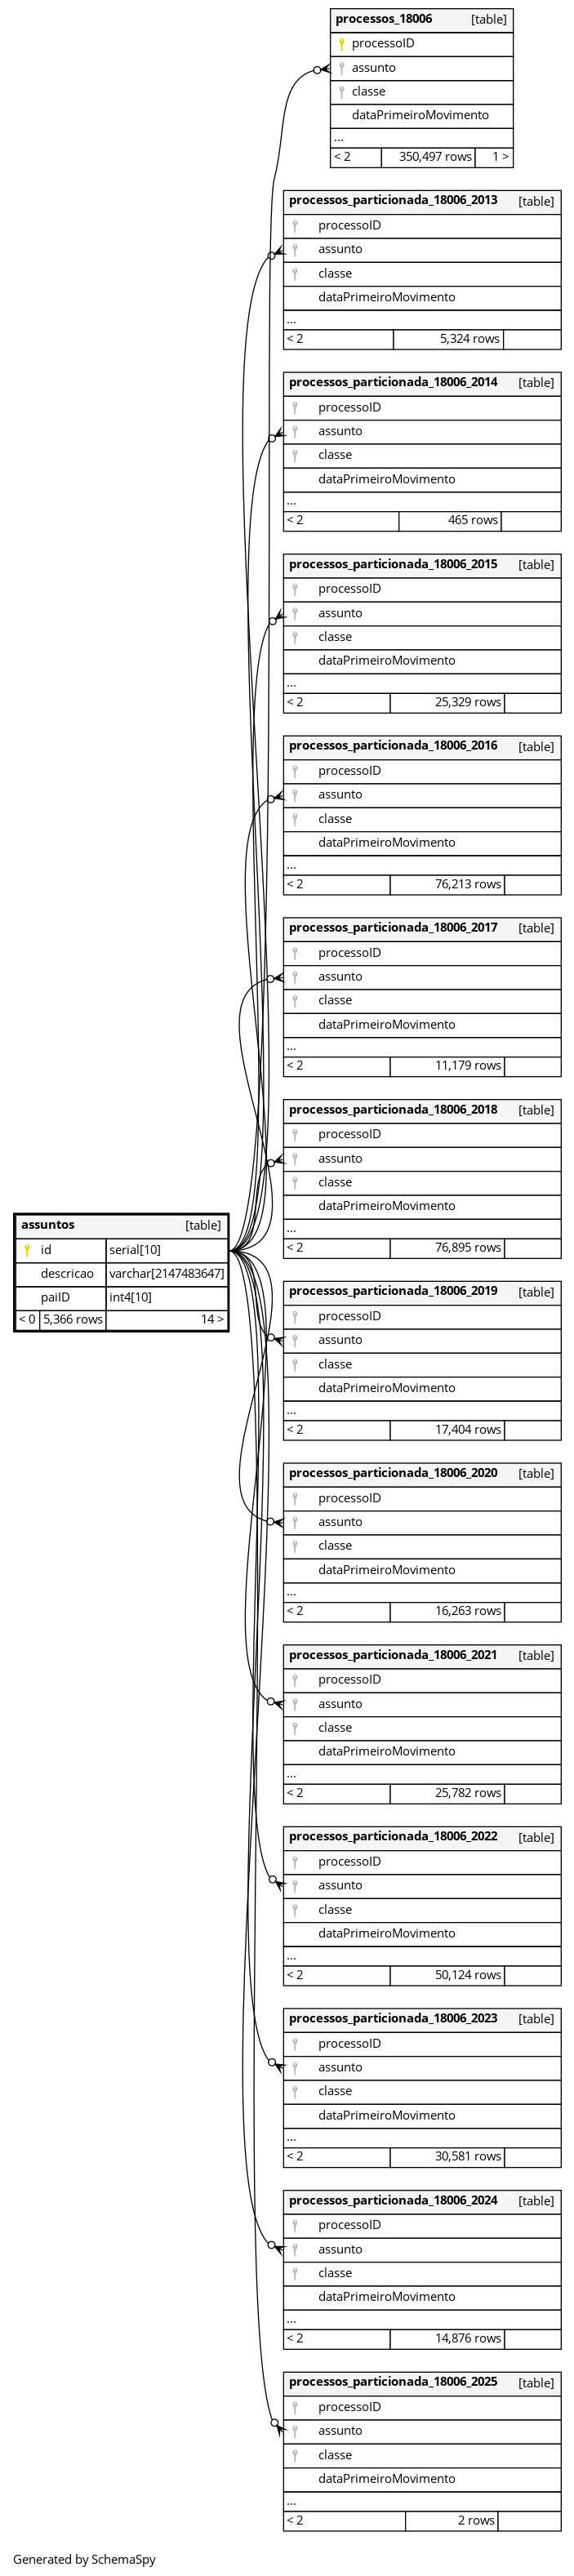 processos_18006 [table]
processoID
assunto
classe
dataPrimeiroMovimento
...
< 2 350,497 rows 1 >
processos_particionada_18006_2013 [table]
processoID
assunto
classe
dataPrimeiroMovimento
...
< 2 5,324 rows
processos_particionada_18006_2014 [table]
processoID
assunto
classe
dataPrimeiroMovimento
...
< 2 465 rows
processos_particionada_18006_2015 [table]
processoID
assunto
classe
dataPrimeiroMovimento
...
< 2 25,329 rows
processos_particionada_18006_2016 [table]
processoID
assunto
classe
dataPrimeiroMovimento
...
< 2 76,213 rows
processos_particionada_18006_2017 [table]
processoID
assunto
classe
dataPrimeiroMovimento
...
< 2 11,179 rows
processos_particionada_18006_2018 [table]
processoID
assunto
classe
dataPrimeiroMovimento
...
< 2 76,895 rows
assuntos [table]
id serial[10]
descricao varchar[2147483647]
paiID int4[10]
< 0 5,366 rows 14 >
processos_particionada_18006_2019 [table]
processoID
assunto
classe
dataPrimeiroMovimento
...
< 2 17,404 rows
processos_particionada_18006_2020 [table]
processoID
assunto
classe
dataPrimeiroMovimento
...
< 2 16,263 rows
processos_particionada_18006_2021 [table]
processoID
assunto
classe
dataPrimeiroMovimento
...
< 2 25,782 rows
processos_particionada_18006_2022 [table]
processoID
assunto
classe
dataPrimeiroMovimento
...
< 2 50,124 rows
processos_particionada_18006_2023 [table]
processoID
assunto
classe
dataPrimeiroMovimento
...
< 2 30,581 rows
processos_particionada_18006_2024 [table]
processoID
assunto
classe
dataPrimeiroMovimento
...
< 2 14,876 rows
processos_particionada_18006_2025 [table]
processoID
assunto
classe
dataPrimeiroMovimento
...
< 2 2 rows
Generated by SchemaSpy